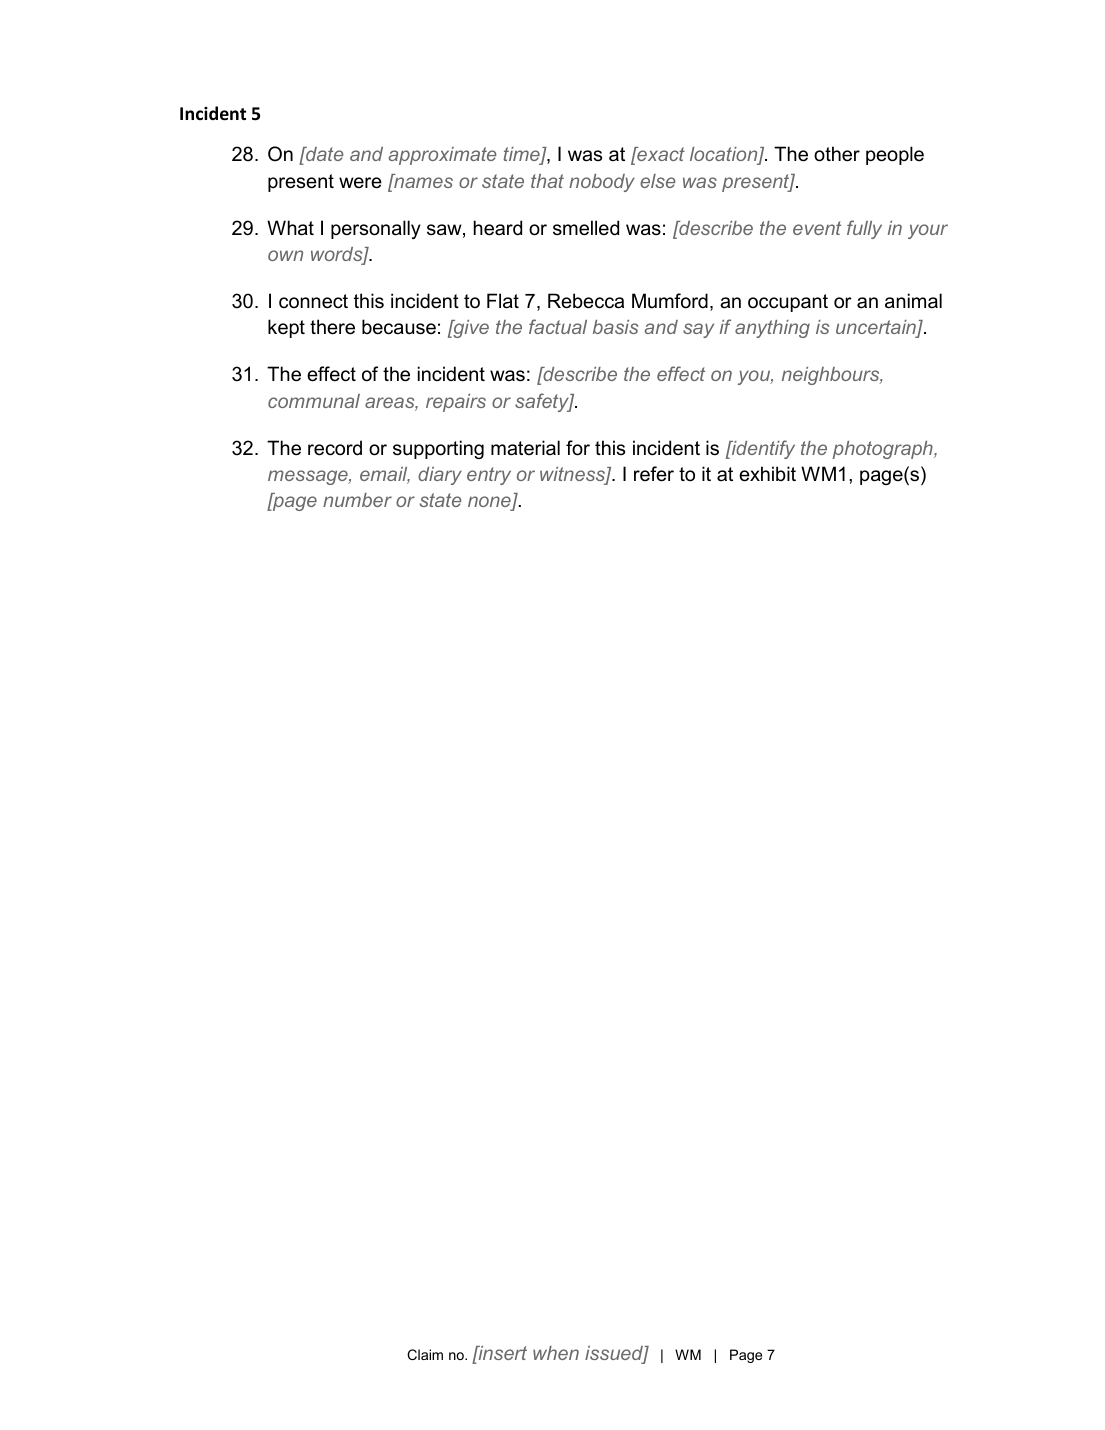 Incident 5
28. On [date and approximate time], I was at [exact location]. The other people
present were [names or state that nobody else was present].
29. What I personally saw, heard or smelled was: [describe the event fully in your
own words].
30. I connect this incident to Flat 7, Rebecca Mumford, an occupant or an animal
kept there because: [give the factual basis and say if anything is uncertain].
31. The effect of the incident was: [describe the effect on you, neighbours,
communal areas, repairs or safety].
32. The record or supporting material for this incident is [identify the photograph,
message, email, diary entry or witness]. I refer to it at exhibit WM1, page(s)
[page number or state none].
Claim no. [insert when issued] | WM | Page 7